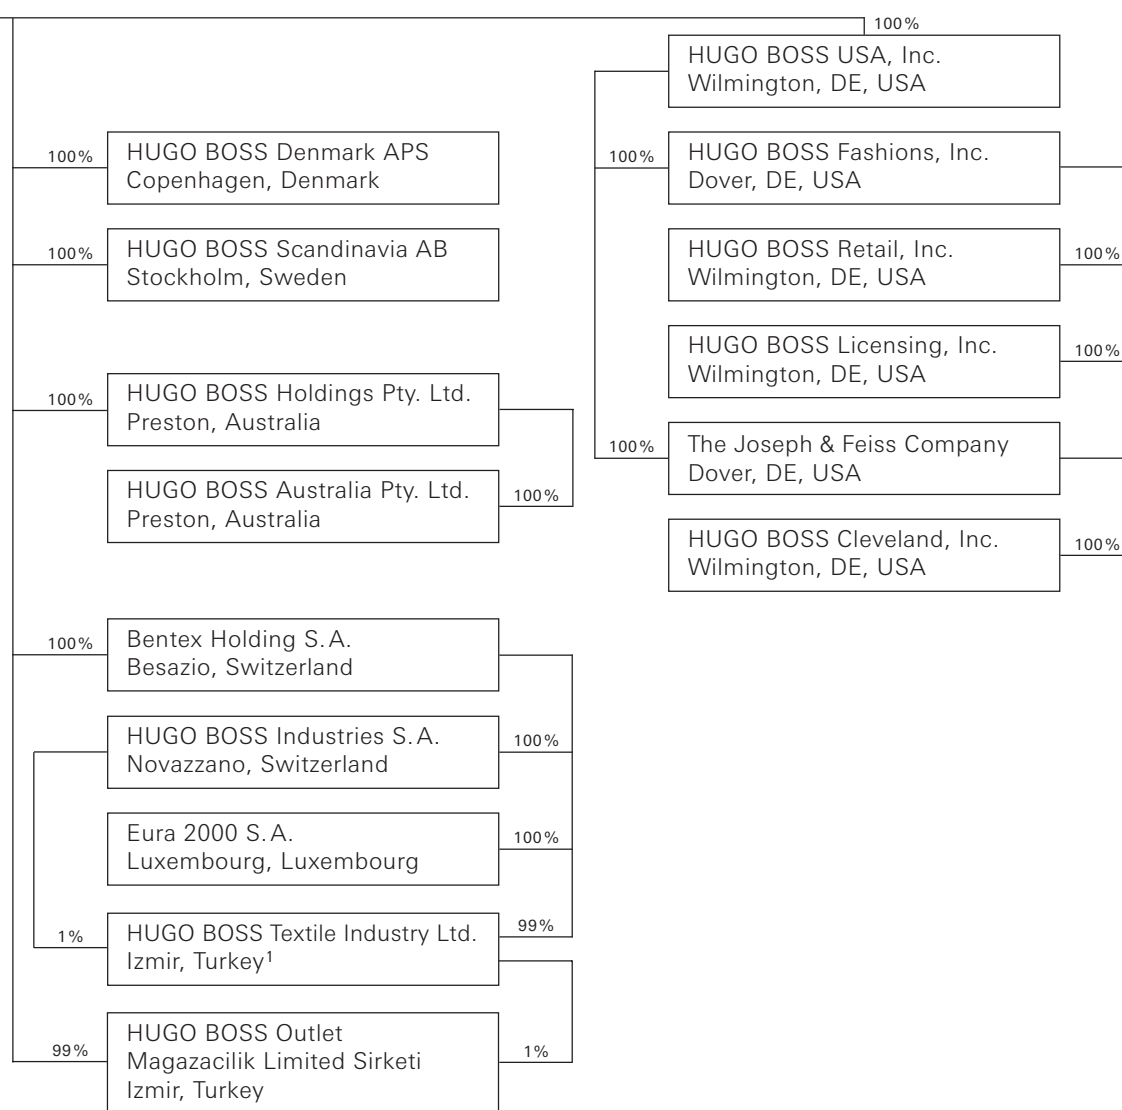 100%
HUGO BOSS USA, Inc.
Wilmington, DE, USA
100%
HUGO BOSS Denmark APS
Copenhagen, Denmark
100%
HUGO BOSS Fashions, Inc.
Dover, DE, USA
100%
HUGO BOSS Scandinavia AB
Stockholm, Sweden
HUGO BOSS Retail, Inc.
Wilmington, DE, USA
100%
HUGO BOSS Licensing, Inc.
Wilmington, DE, USA
100%
100%
HUGO BOSS Holdings Pty. Ltd.
Preston, Australia
100%
The Joseph & Feiss Company
Dover, DE, USA
HUGO BOSS Australia Pty. Ltd.
Preston, Australia
100%
HUGO BOSS Cleveland, Inc.
Wilmington, DE, USA
100%
100%
Bentex Holding S.A.
Besazio, Switzerland
HUGO BOSS Industries S.A.
Novazzano, Switzerland
100%
Eura 2000 S.A.
Luxembourg, Luxembourg
100%
1%
HUGO BOSS Textile Industry Ltd.
Izmir, Turkey¹
99%
99%
HUGO BOSS Outlet
Magazacilik Limited Sirketi
Izmir, Turkey
1%